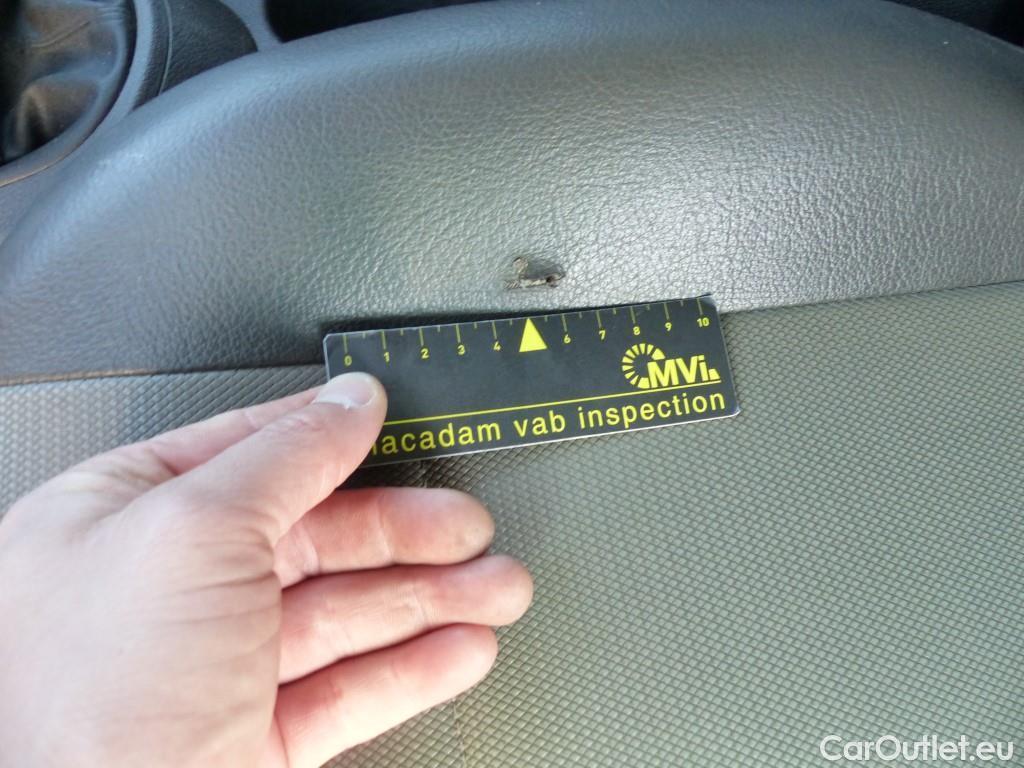 0 1 2 3 4 6 7 8 9 10
MVi
macadam vab inspection
CarOutlet.eu